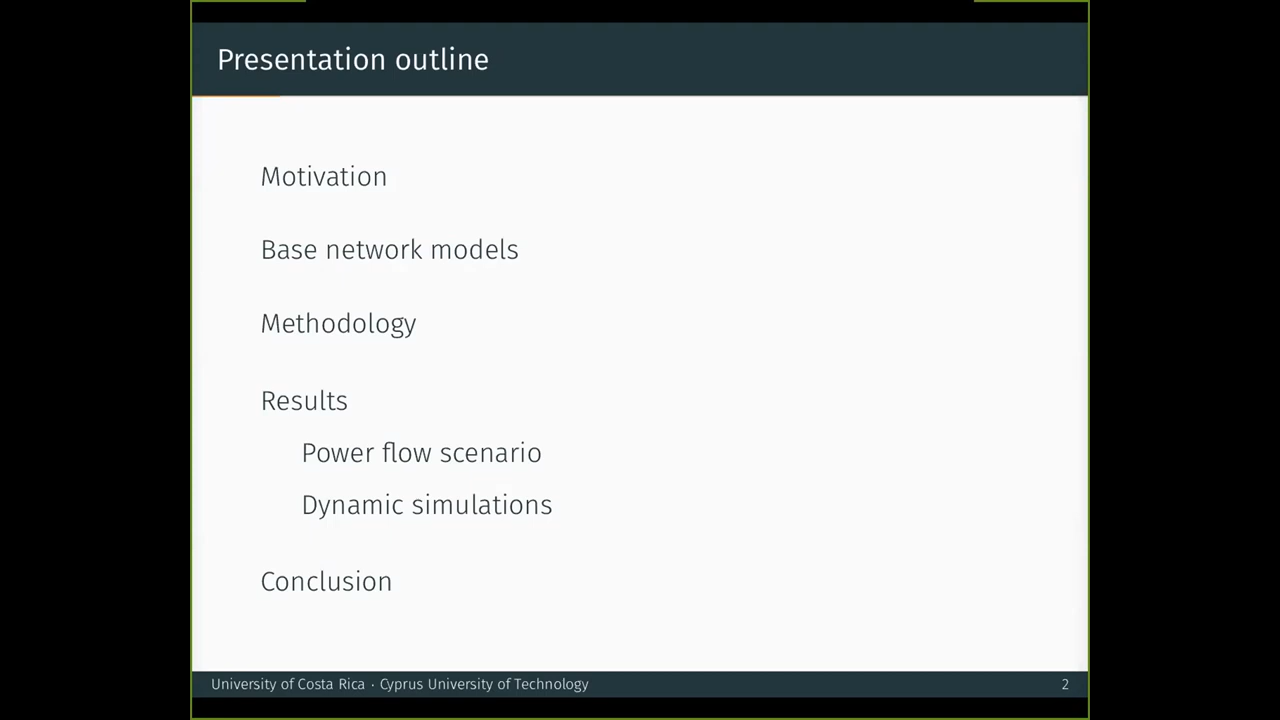 Presentation outline
Motivation
Base network models
Methodology
Results
Power flow scenario
Dynamic simulations
Conclusion
University of Costa Rica · Cyprus University of Technology
2